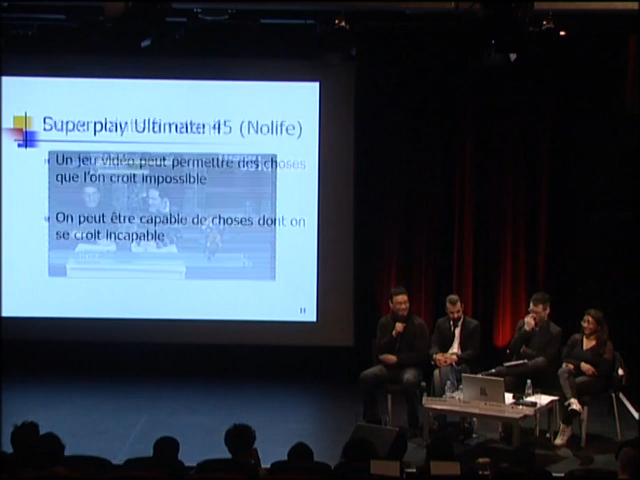 Superplay Ultimate 45 (Nolife)
Un jeu vidéo peut permettre des choses
que l'on croit impossible
On peut être capable de choses dont on
se croit incapable
11